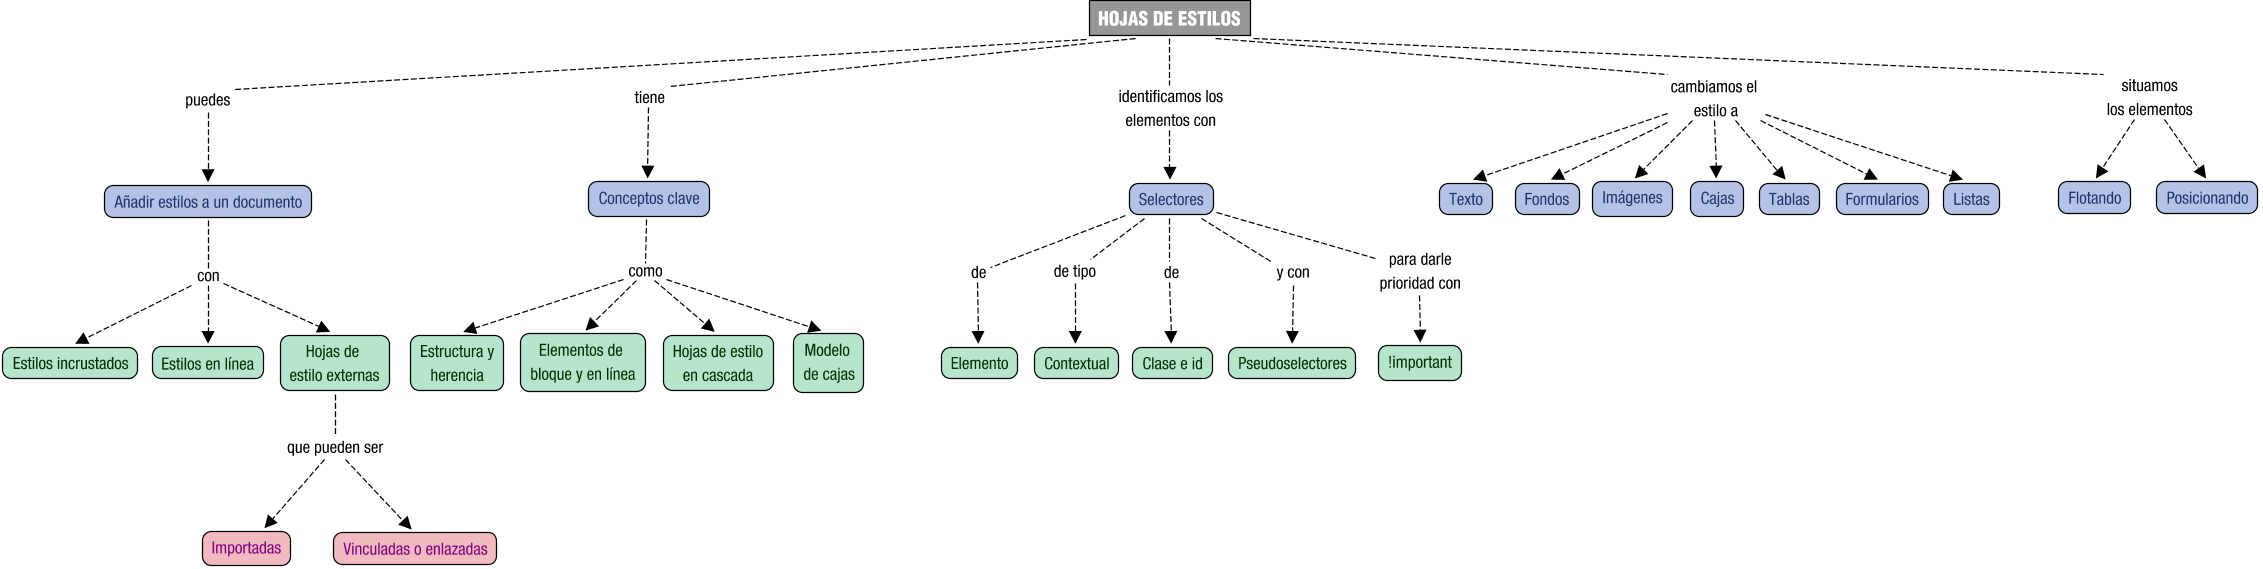 HOJAS DE ESTILOS
puedes
tiene
identificamos los
elementos con
cambiamos el
estilo a
situamos
los elementos
Añadir estilos a un documento
Conceptos clave
Selectores
Texto
Fondos
Imágenes
Cajas
Tablas
Formularios
Listas
Flotando
Posicionando
con
como
de
de tipo
de
y con
para darle
prioridad con
Estilos incrustados
Estilos en línea
Hojas de
estilo externas
Estructura y
herencia
Elementos de
bloque y en línea
Hojas de estilo
en cascada
Modelo
de cajas
Elemento
Contextual
Clase e id
Pseudoselectores
!important
que pueden ser
Importadas
Vinculadas o enlazadas